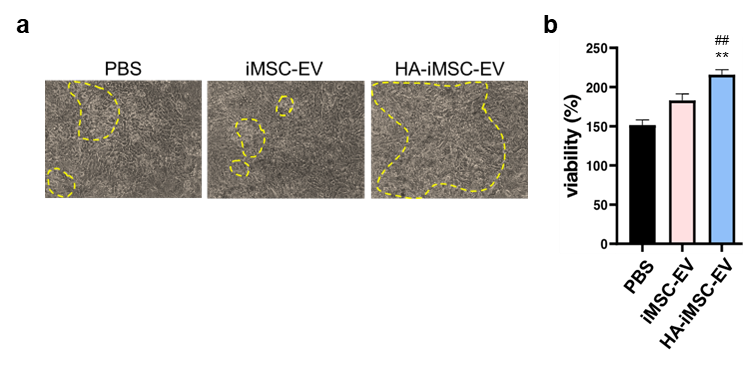 a
PBS
iMSC-EV
HA-iMSC-EV
b
##
**
250
200
150
100
50
0
viability (%)
PBS
iMSC-EV
HA-iMSC-EV